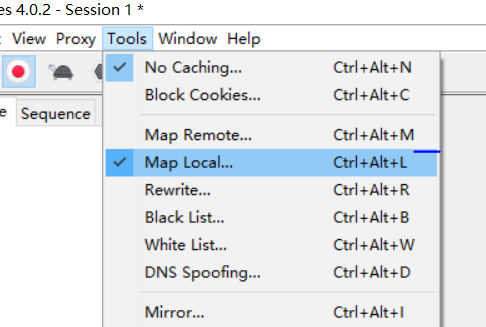 es 4.0.2 - Session 1 *
View Proxy Tools Window Help
e Sequence
No Caching... Ctrl+Alt+N
Block Cookies... Ctrl+Alt+C
Map Remote... Ctrl+Alt+M
Map Local... Ctrl+Alt+L
Rewrite... Ctrl+Alt+R
Black List... Ctrl+Alt+B
White List... Ctrl+Alt+W
DNS Spoofing... Ctrl+Alt+D
Mirror... Ctrl+Alt+I